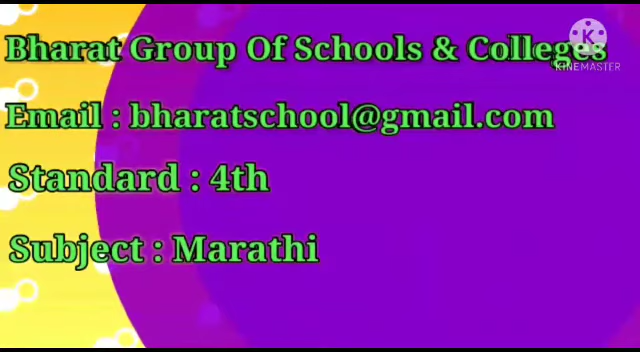 Bharat Group Of Schools & Colleges
K
KINEMASTER
Email : bharatschool@gmail.com
Standard : 4th
Subject : Marathi